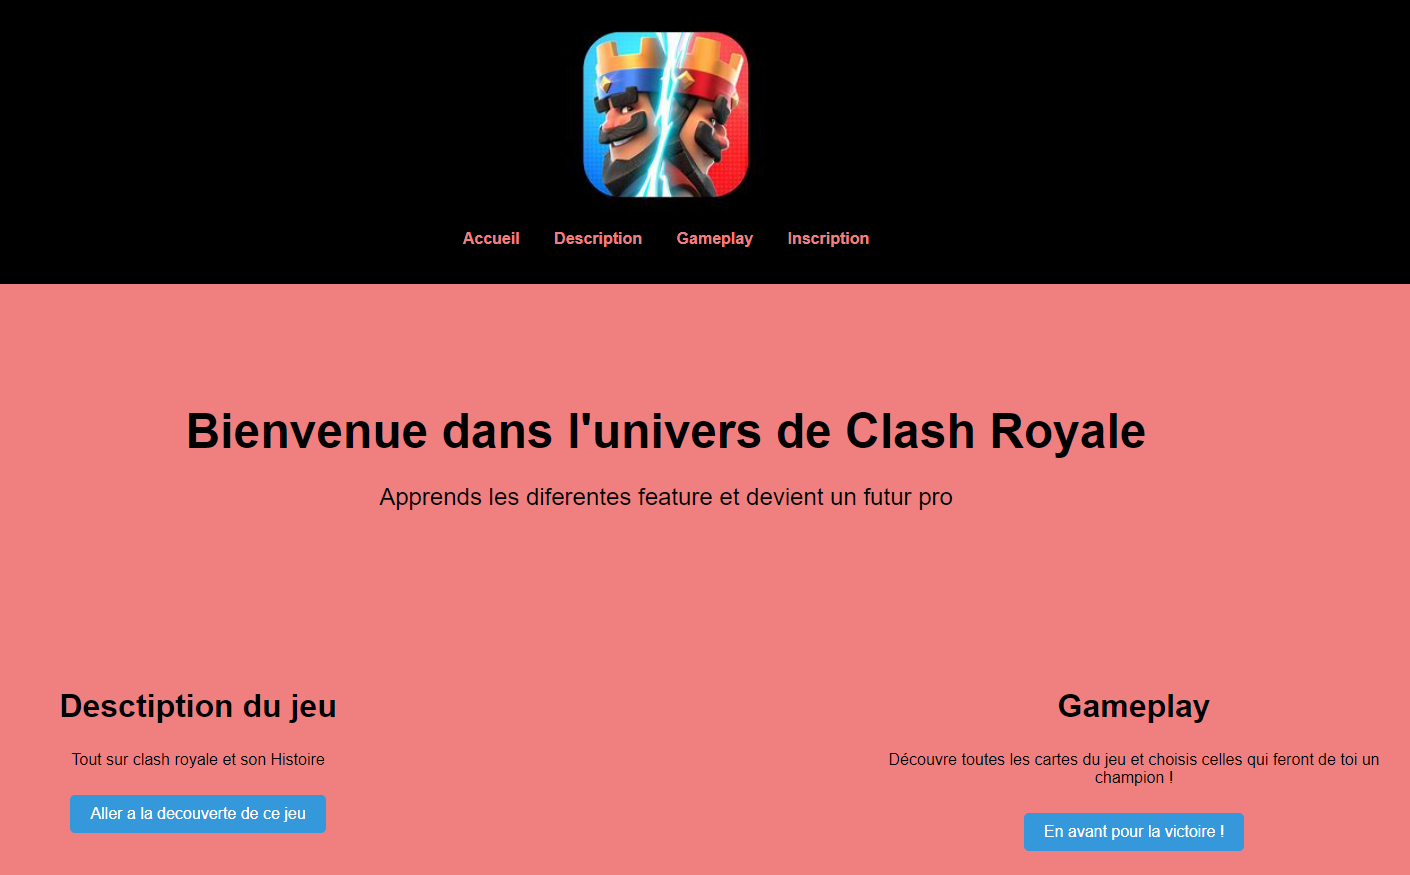 Accueil Description Gameplay Inscription
Bienvenue dans l'univers de Clash Royale
Apprends les diferentes feature et devient un futur pro
Desctiption du jeu
Tout sur clash royale et son Histoire
Aller a la decouverte de ce jeu
Gameplay
Découvre toutes les cartes du jeu et choisis celles qui feront de toi un
champion !
En avant pour la victoire !